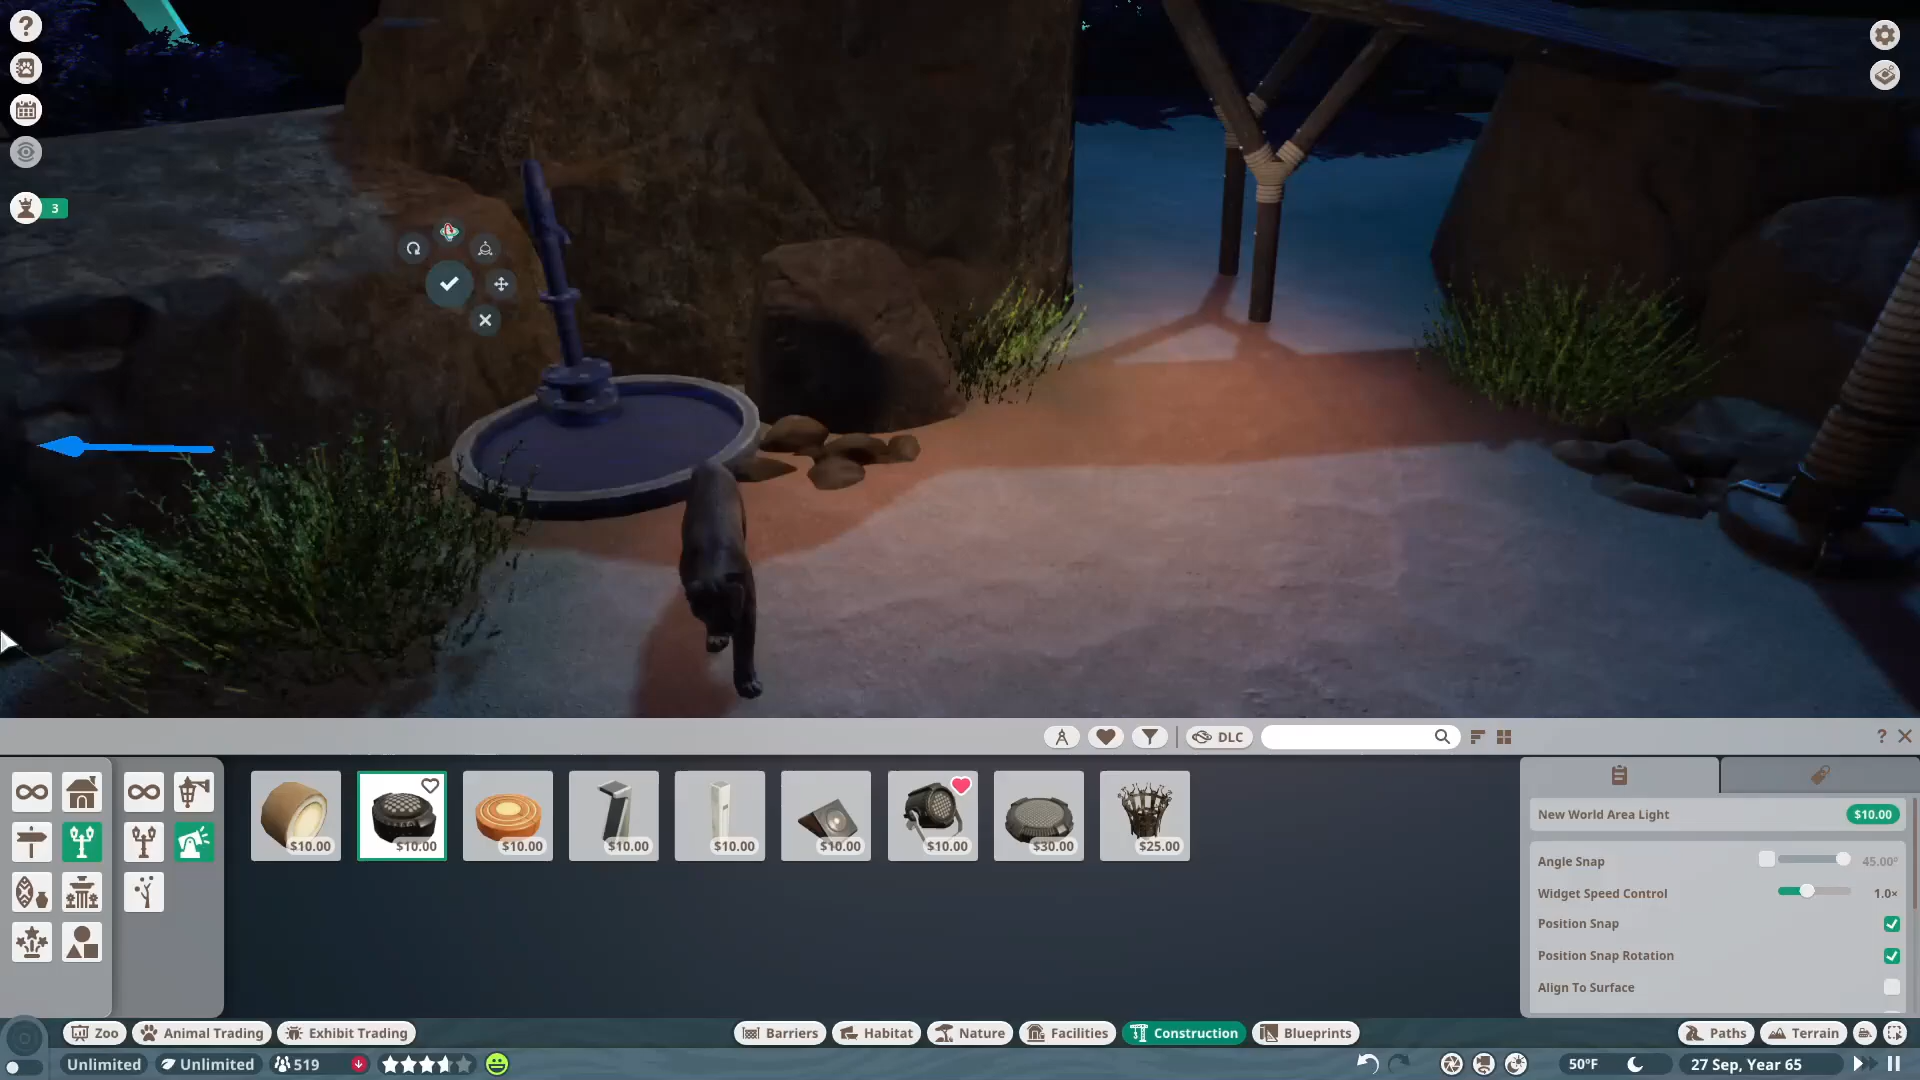 3
DLC
?
$10.00
$10.00
$10.00
$10.00
$10.00
$10.00
$10.00
$30.00
$25.00
New World Area Light
$10.00
Angle Snap
45.00°
Widget Speed Control
1.0×
Position Snap
Position Snap Rotation
Align To Surface
Zoo
Animal Trading
Exhibit Trading
Barriers
Habitat
Nature
Facilities
Construction
Blueprints
Paths
Terrain
Unlimited
Unlimited
519
50°F
27 Sep, Year 65